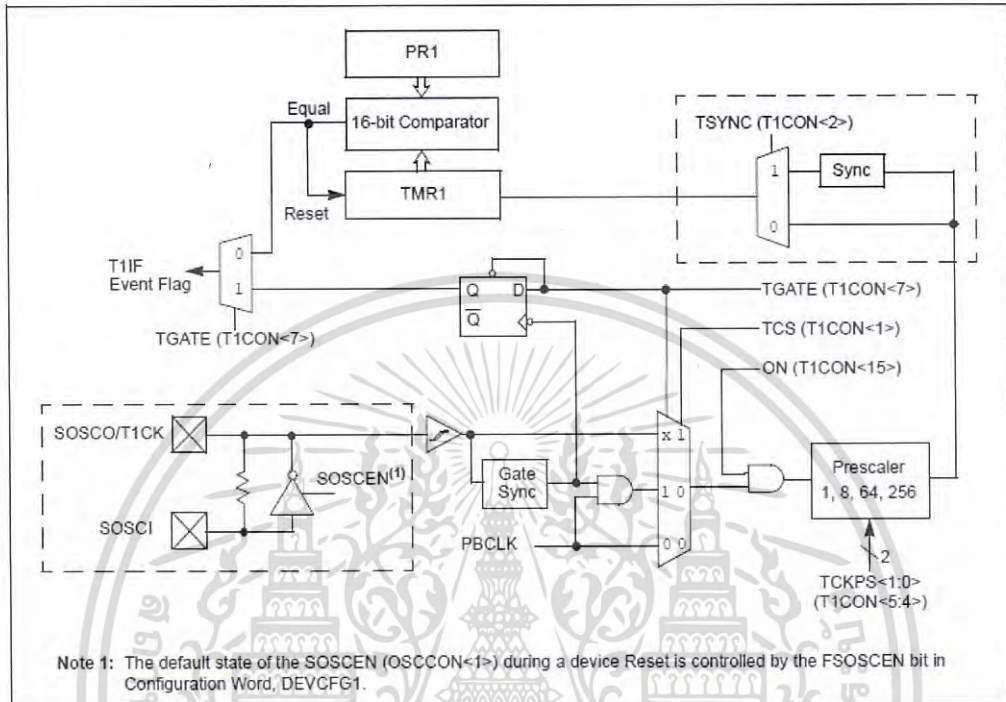 PR1
Equal
16-bit Comparator
TSYNC (T1CON<2>)
1
Sync
TMR1
Reset
0
0
T1IF
Event Flag
1
Q
D
Q
TGATE (T1CON<7>)
TGATE (T1CON<7>)
TCS (T1CON<1>)
ON (T1CON<15>)
SOSCO/T1CK
x 1
SOSCEN(1)
Gate
Sync
1 0
Prescaler
1, 8, 64, 256
SOSCI
PBCLK
0 0
2
TCKPS<1:0>
(T1CON<5:4>)
Note 1: The default state of the SOSCEN (OSCCON<1>) during a device Reset is controlled by the FSOSCEN bit in
Configuration Word, DEVCFG1.